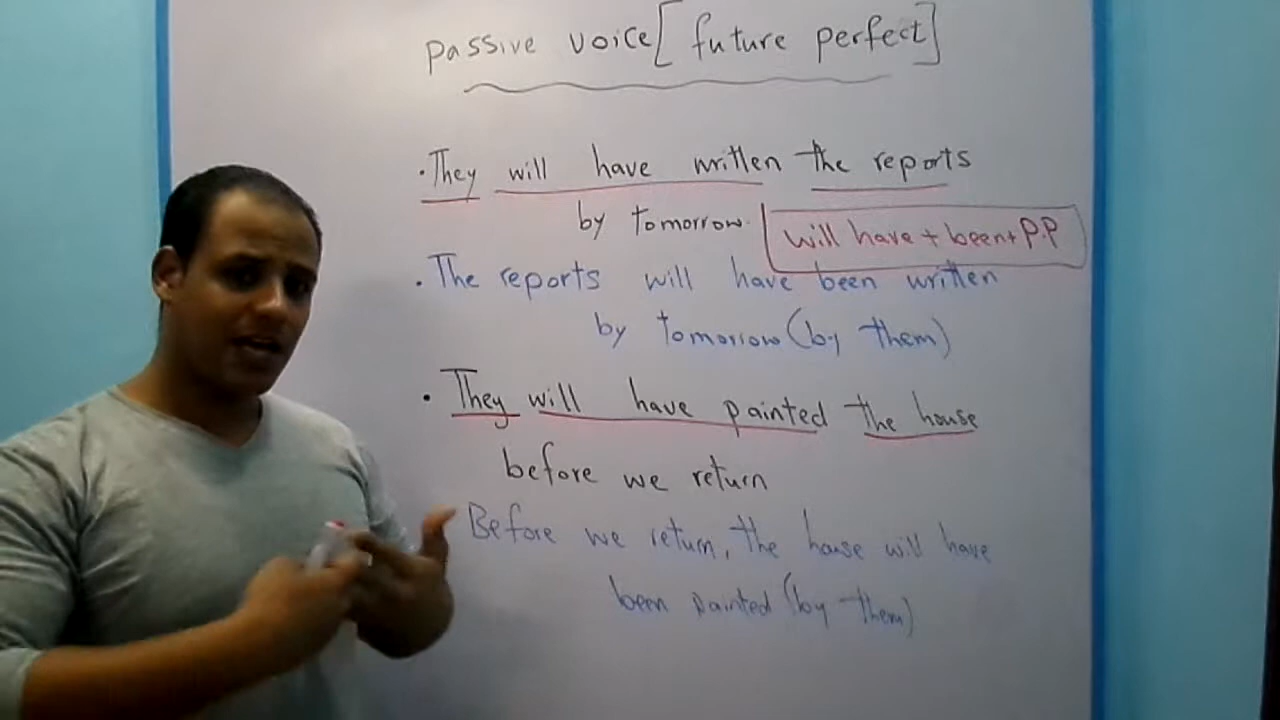 passive voice [future perfect]
• They will have written the reports
by tomorrow.
will have + been + P.P
• The reports will have been written
by tomorrow (by them)
• They will have painted the house
before we return
Before we return, the house will have
been painted (by them)